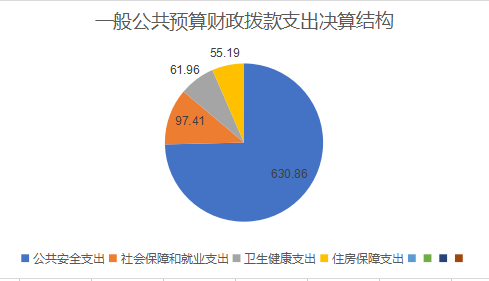 一般公共预算财政拨款支出决算结构
55.19
61.96
97.41
630.86
公共安全支出 社会保障和就业支出 卫生健康支出 住房保障支出